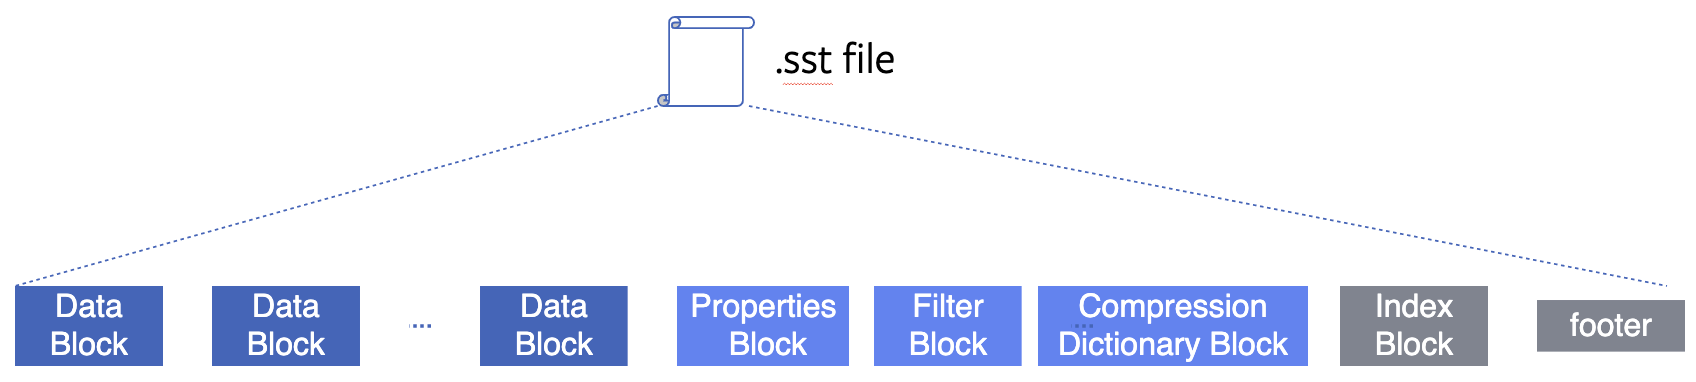 .sst file
Data
Block
Data
Block
...
Data
Block
Properties
Block
Filter
Block
Compression
Dictionary Block
...
Index
Block
footer